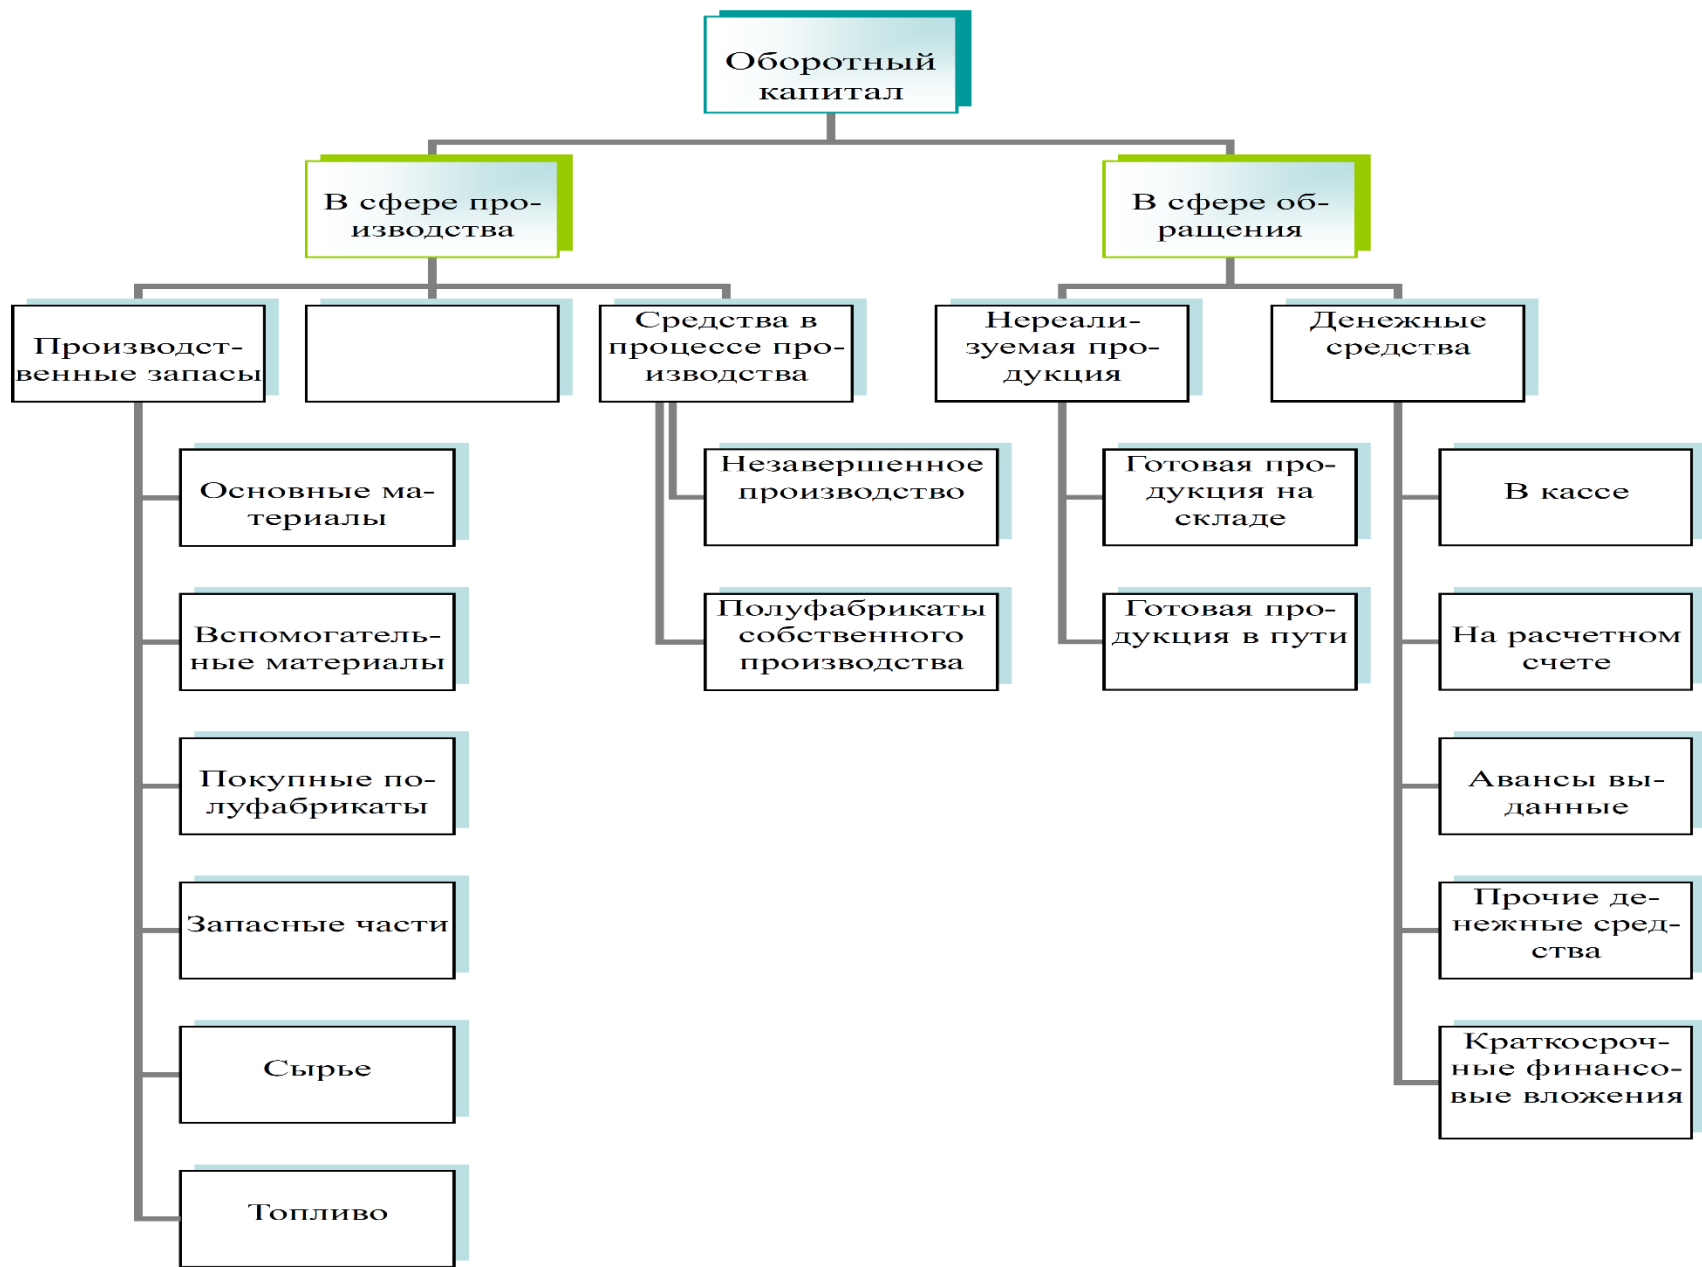 Оборотный
капитал
В сфере про-
изводства
В сфере об-
ращения
Производст-
венные запасы
Средства в
процессе про-
изводства
Нереали-
зуемая про-
дукция
Денежные
средства
Основные ма-
териалы
Незавершенное
производство
Готовая про-
дукция на
складе
В кассе
Вспомогатель-
ные материалы
Полуфабрикаты
собственного
производства
Готовая про-
дукция в пути
На расчетном
счете
Покупные по-
луфабрикаты
Авансы вы-
данные
Запасные части
Прочие де-
нежные сред-
ства
Сырье
Краткосроч-
ные финансо-
вые вложения
Топливо